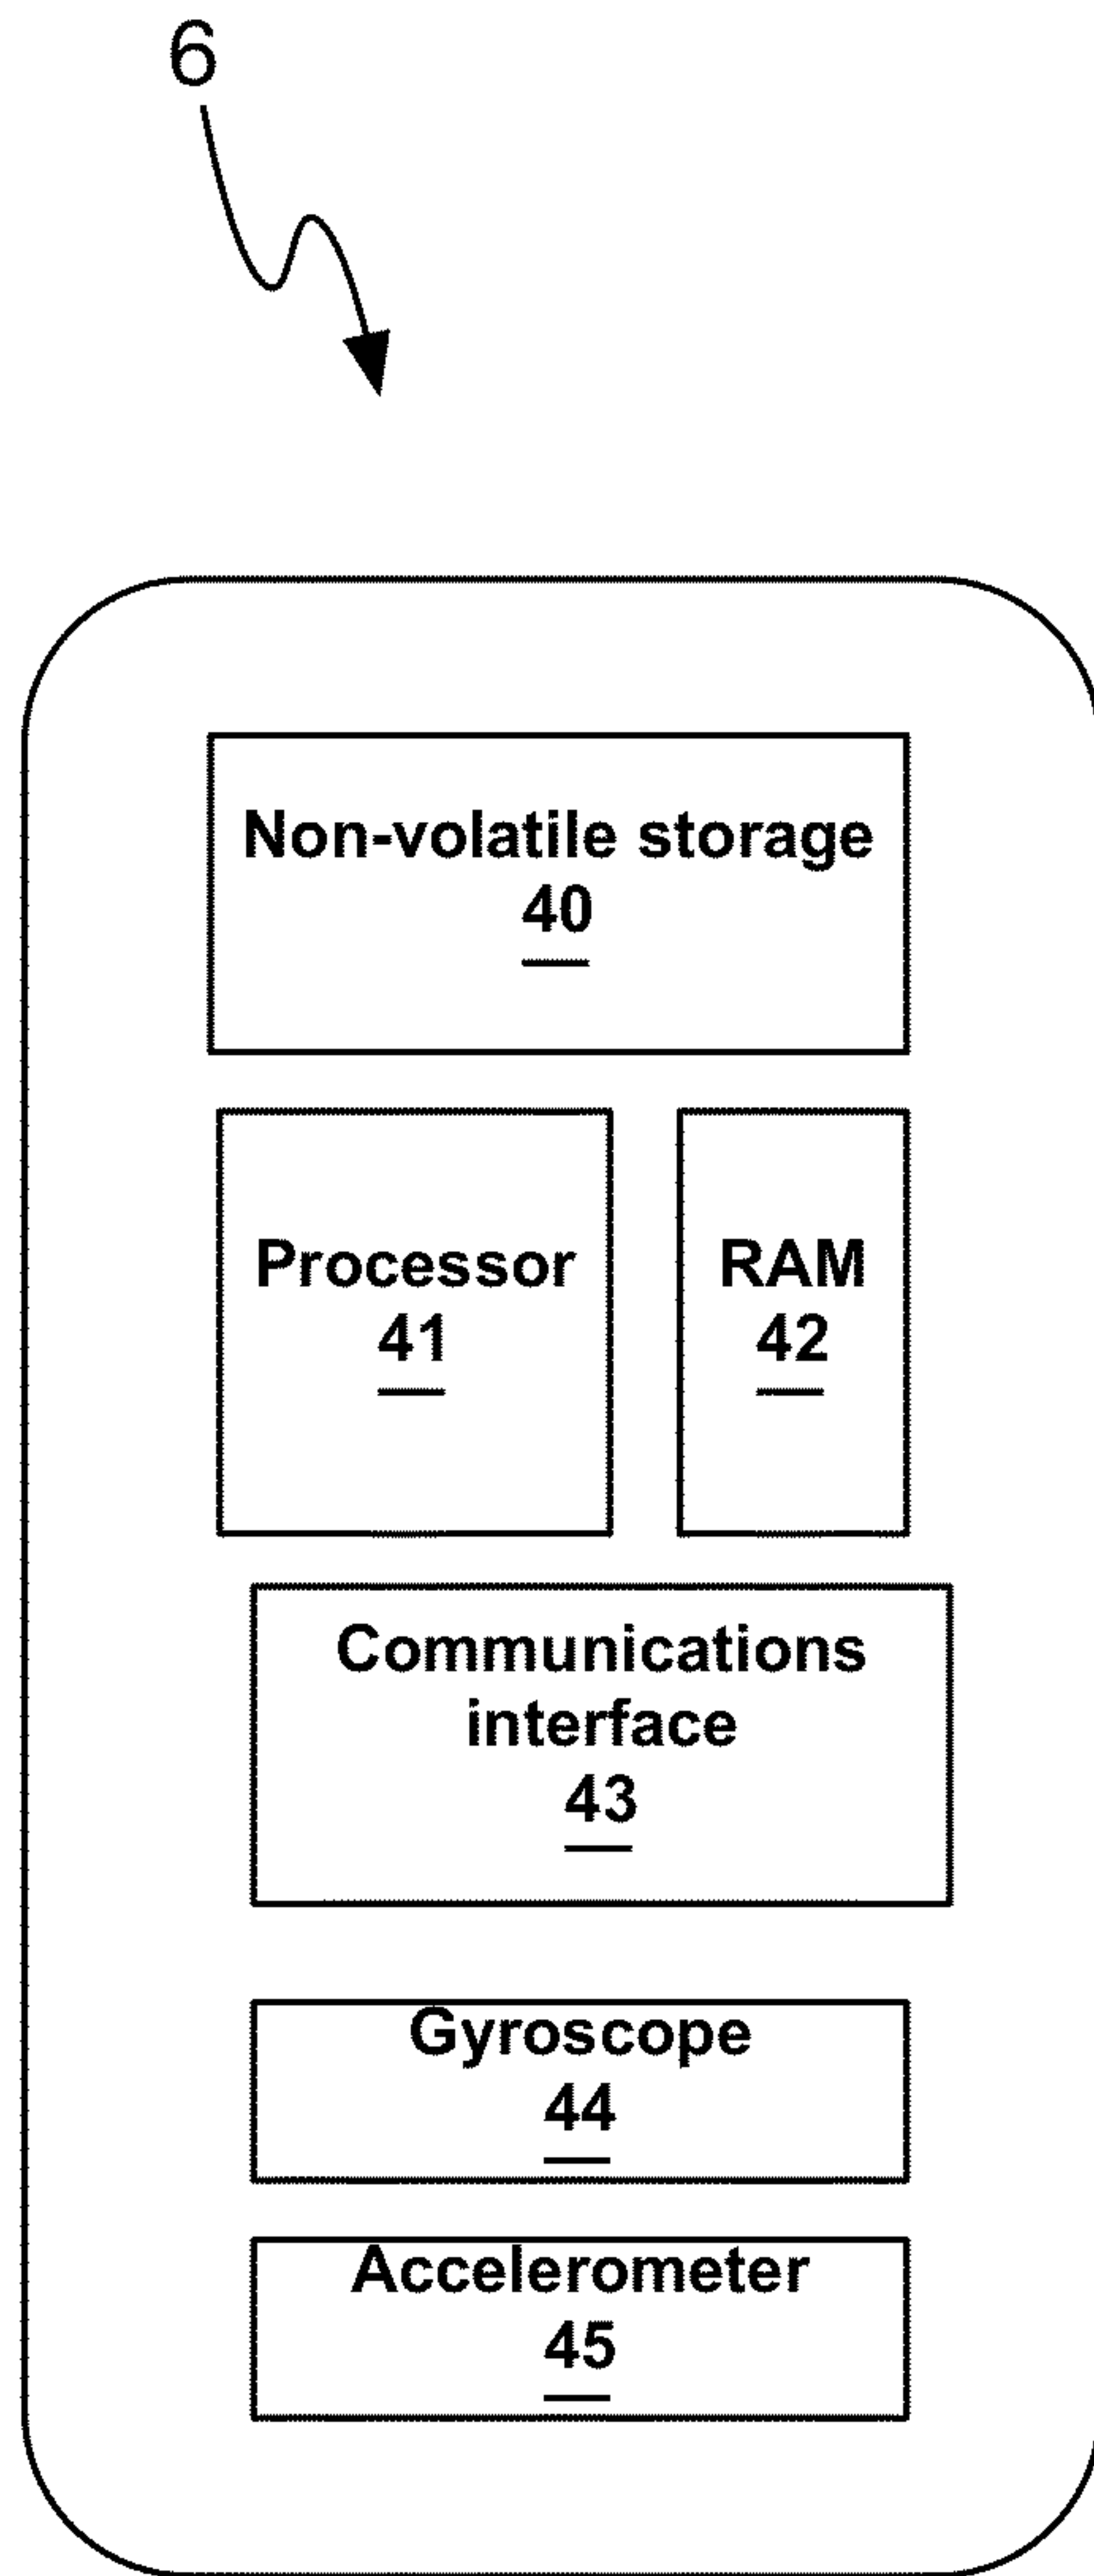 6
Non-volatile storage
40
Processor
41
RAM
42
Communications
interface
43
Gyroscope
44
Accelerometer
45